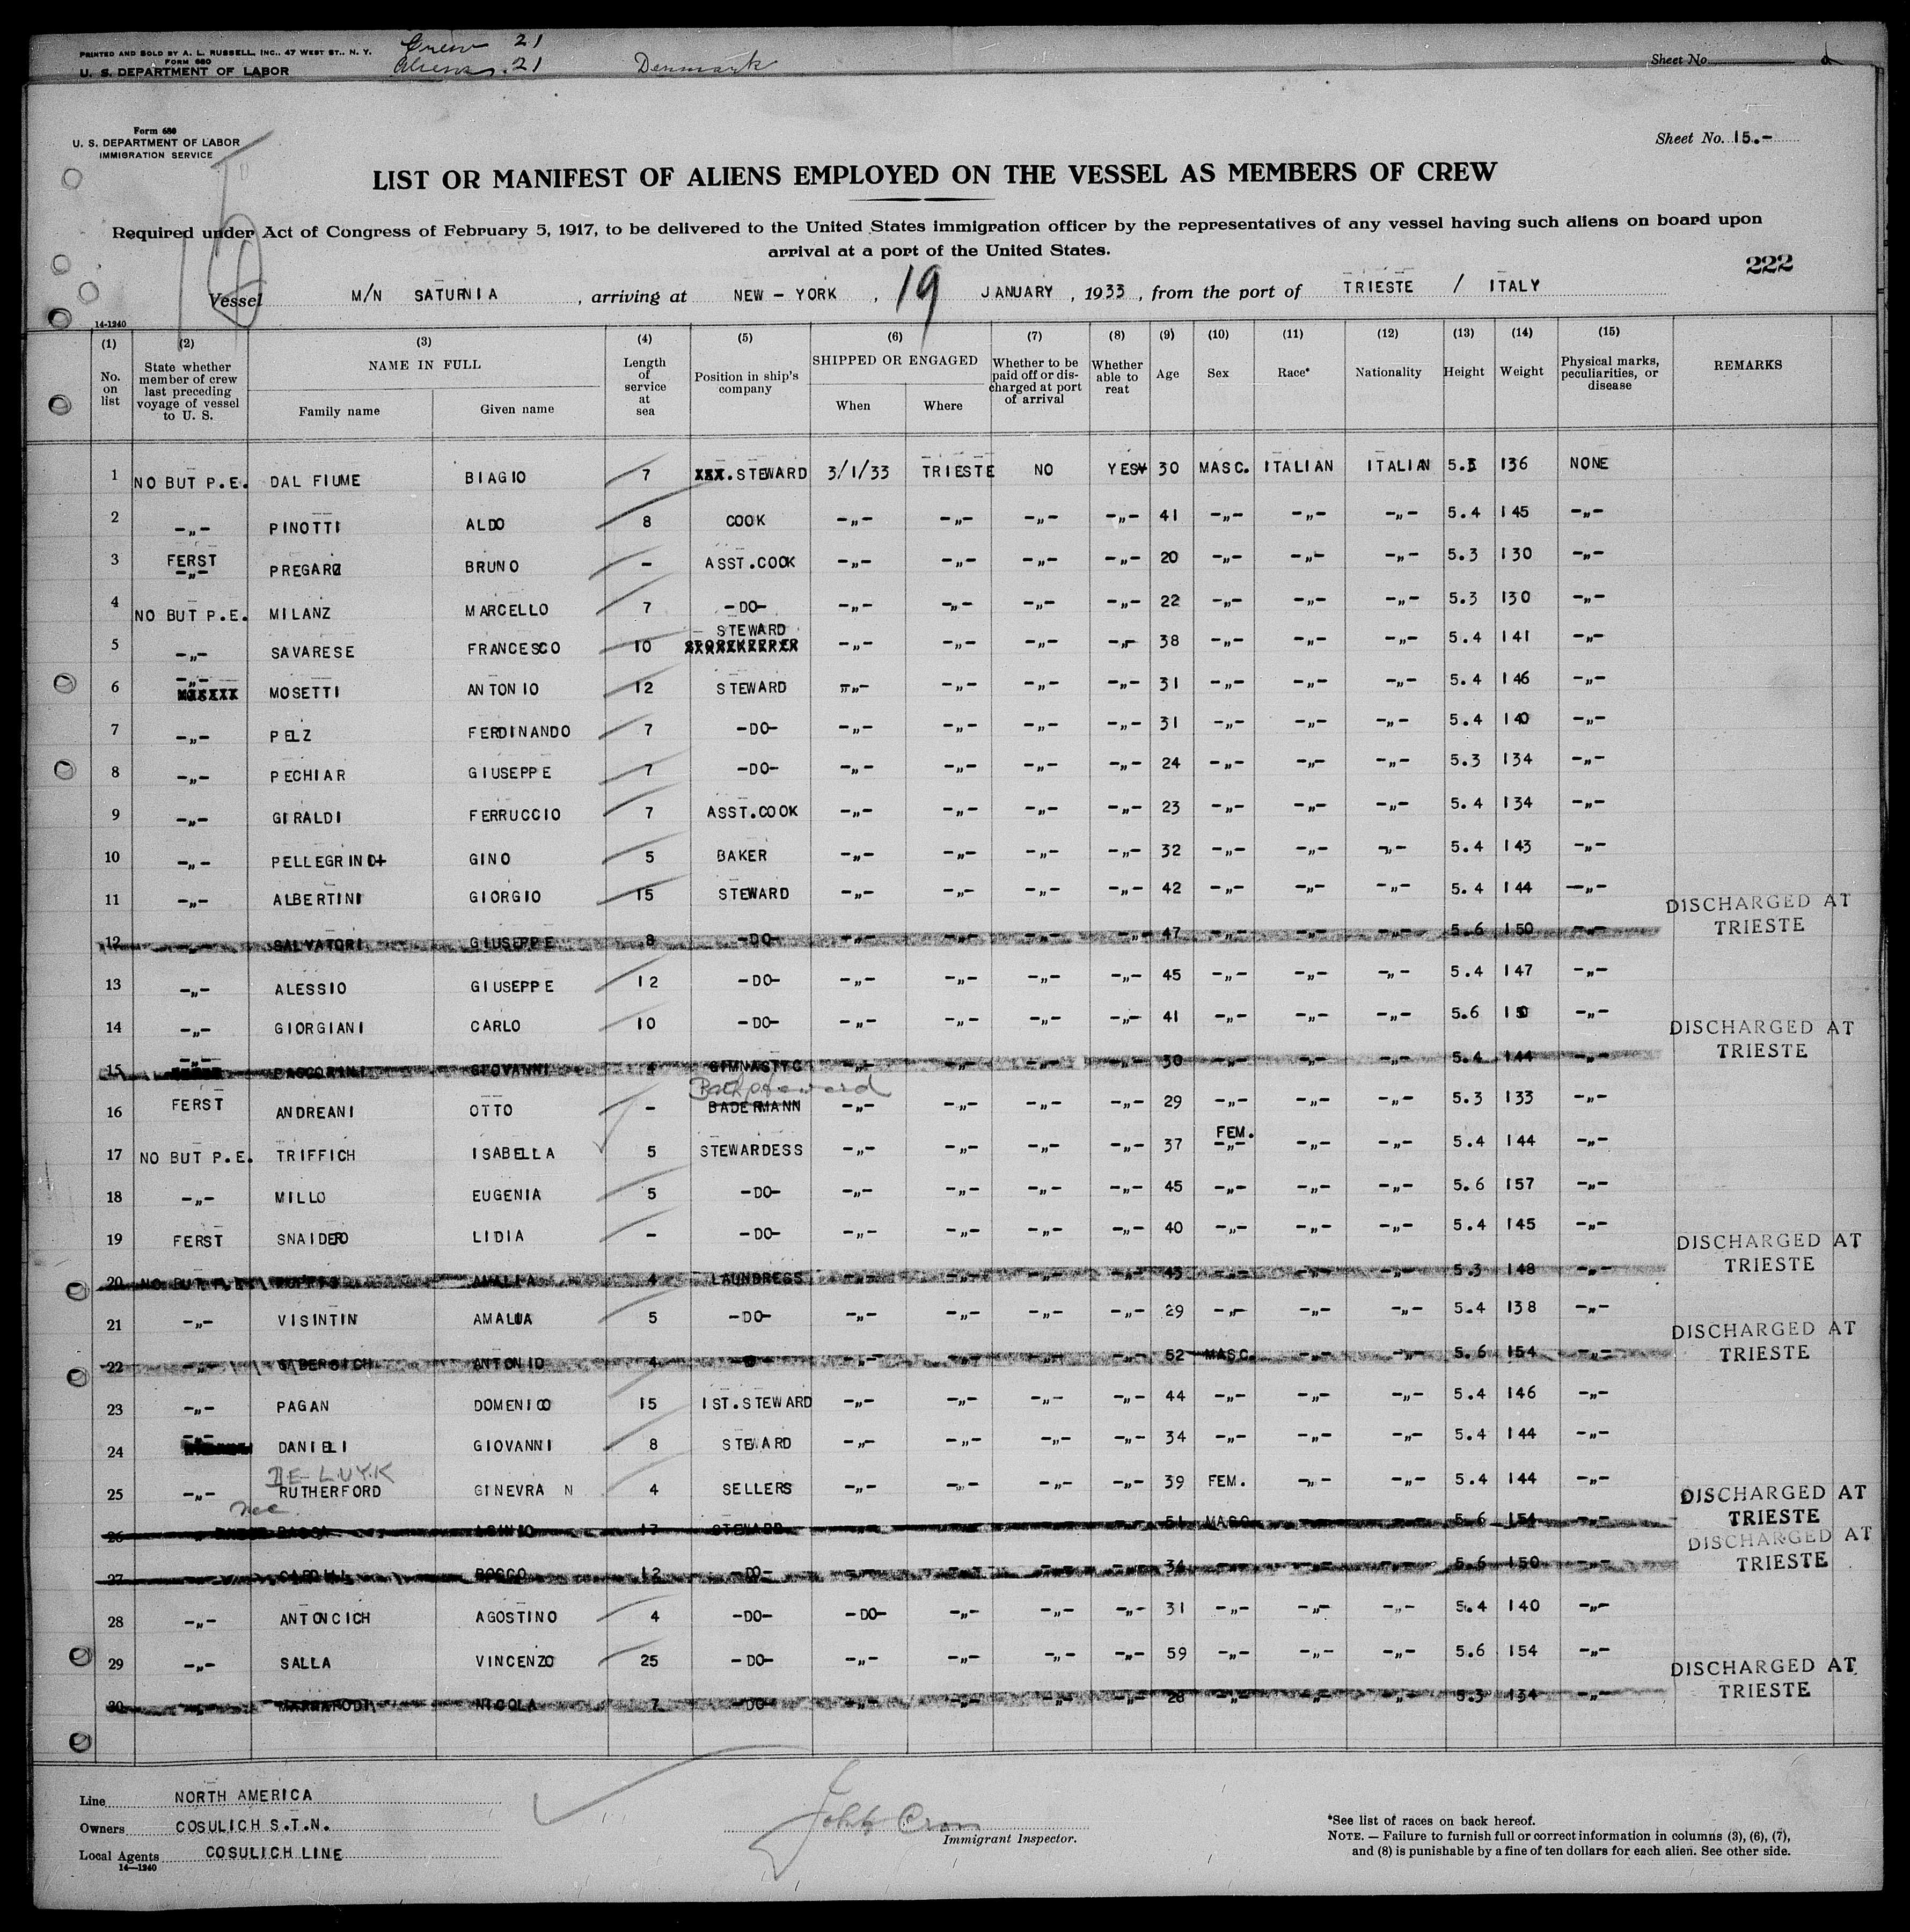 PRINTED AND SOLD BY A. L. RUSSELL, INC., 47 WEST ST., N. Y.
FORM 680
U. S. DEPARTMENT OF LABOR
Crew 21
Aliens 21
Denmark
Sheet No.
Form 680
U. S. DEPARTMENT OF LABOR
IMMIGRATION SERVICE
Sheet No. 15.-
LIST OR MANIFEST OF ALIENS EMPLOYED ON THE VESSEL AS MEMBERS OF CREW
Required under Act of Congress of February 5, 1917, to be delivered to the United States immigration officer by the representatives of any vessel having such aliens on board upon
arrival at a port of the United States.
222
Vessel M/N SATURNIA , arriving at NEW - YORK , 19 JANUARY , 1933 , from the port of TRIESTE / ITALY
14-1240
(1) (2) (3) (4) (5) (6) (7) (8) (9) (10) (11) (12) (13) (14) (15)
No. on list
State whether member of crew last preceding voyage of vessel to U. S.
NAME IN FULL
Family name
Given name
Length of service at sea
Position in ship's company
SHIPPED OR ENGAGED
When
Where
Whether to be paid off or discharged at port of arrival
Whether able to reat
Age
Sex
Race*
Nationality
Height
Weight
Physical marks, peculiarities, or disease
REMARKS
1 NO BUT P.E. DAL FIUME BIAGIO 7 XXX.STEWARD 3/1/33 TRIESTE NO YES 30 MASC. ITALIAN ITALIAN 5.3 136 NONE
2 -„- PINOTTI ALDO 8 COOK -„- -„- -„- -„- 41 -„- -„- -„- 5.4 145 -„-
3 FERST -„- PREGARZ BRUNO - ASST.COOK -„- -„- -„- -„- 20 -„- -„- -„- 5.3 130 -„-
4 NO BUT P.E. MILANZ MARCELLO 7 -DO- -„- -„- -„- -„- 22 -„- -„- -„- 5.3 130 -„-
5 -„- SAVARESE FRANCESCO 10 STEWARD -„- -„- -„- -„- 38 -„- -„- -„- 5.4 141 -„-
6 -„- MOSETTI ANTONIO 12 STEWARD -„- -„- -„- -„- 31 -„- -„- -„- 5.4 146 -„-
7 -„- PELZ FERDINANDO 7 -DO- -„- -„- -„- -„- 31 -„- -„- -„- 5.4 140 -„-
8 -„- PECHIAR GIUSEPPE 7 -DO- -„- -„- -„- -„- 24 -„- -„- -„- 5.3 134 -„-
9 -„- GIRALDI FERRUCCIO 7 ASST.COOK -„- -„- -„- -„- 23 -„- -„- -„- 5.4 134 -„-
10 -„- PELLEGRINI GINO 5 BAKER -„- -„- -„- -„- 32 -„- -„- -„- 5.4 143 -„-
11 -„- ALBERTINI GIORGIO 15 STEWARD -„- -„- -„- -„- 42 -„- -„- -„- 5.4 144 -„-
12 -„- SALVATORI GIUSEPPE 8 -DO- -„- -„- -„- -„- 47 -„- -„- -„- 5.6 150 -„- DISCHARGED AT TRIESTE
13 -„- ALESSIO GIUSEPPE 12 -DO- -„- -„- -„- -„- 45 -„- -„- -„- 5.4 147 -„-
14 -„- GIORGIANI CARLO 10 -DO- -„- -„- -„- -„- 41 -„- -„- -„- 5.6 150 -„-
15 -„- GIOVANNI 4 GIMNASTYC -„- -„- -„- -„- 30 -„- -„- -„- 5.4 144 -„- DISCHARGED AT TRIESTE
Bath steward
16 FERST ANDREANI OTTO - BADERMANN -„- -„- -„- -„- 29 -„- -„- -„- 5.3 133 -„-
17 NO BUT P.E. TRIFFICH ISABELLA 5 STEWARDESS -„- -„- -„- -„- 37 FEM. -„- -„- -„- 5.4 144 -„-
18 -„- MILLO EUGENIA 5 -DO- -„- -„- -„- -„- 45 -„- -„- -„- 5.6 157 -„-
19 FERST SNAIDERO LIDIA - -DO- -„- -„- -„- -„- 40 -„- -„- -„- 5.4 145 -„-
20 NO BUT P.E. AMALIA 4 LAUNDRESS -„- -„- -„- -„- 43 -„- -„- -„- 5.3 148 -„- DISCHARGED AT TRIESTE
21 -„- VISINTIN AMALIA 5 -DO- -„- -„- -„- -„- 29 -„- -„- -„- 5.4 138 -„-
22 -„- ANTONIO 4 -„- -„- -„- -„- 52 MASC. -„- -„- 5.6 154 -„- DISCHARGED AT TRIESTE
23 -„- PAGAN DOMENICO 15 1ST.STEWARD -„- -„- -„- -„- 44 -„- -„- -„- 5.4 146 -„-
24 -„- DANIELI GIOVANNI 8 STEWARD -„- -„- -„- -„- 34 -„- -„- -„- 5.4 144 -„-
DE LUYK
25 -„- RUTHERFORD GINEVRA N 4 SELLERS -„- -„- -„- -„- 39 FEM. -„- -„- 5.4 144 -„-
nee
26 17 STEWARD 51 MASC 5.6 154 -„- DISCHARGED AT TRIESTE
27 ROCCO 12 -DO- -„- -„- -„- -„- 34 -„- -„- -„- 5.6 150 -„- DISCHARGED AT TRIESTE
28 -„- ANTONCICH AGOSTINO 4 -DO- -DO- -„- -„- -„- 31 -„- -„- -„- 5.4 140 -„-
29 -„- SALLA VINCENZO 25 -DO- -„- -„- -„- -„- 59 -„- -„- -„- 5.6 154 -„-
30 -„- NICOLA 7 -DO- -„- -„- -„- -„- 28 -„- -„- -„- 5.3 134 -„- DISCHARGED AT TRIESTE
Line NORTH AMERICA
Owners COSULICH S.T.N.
Local Agents COSULICH LINE
14—1240
John
Immigrant Inspector.
*See list of races on back hereof.
NOTE. — Failure to furnish full or correct information in columns (3), (6), (7),
and (8) is punishable by a fine of ten dollars for each alien. See other side.